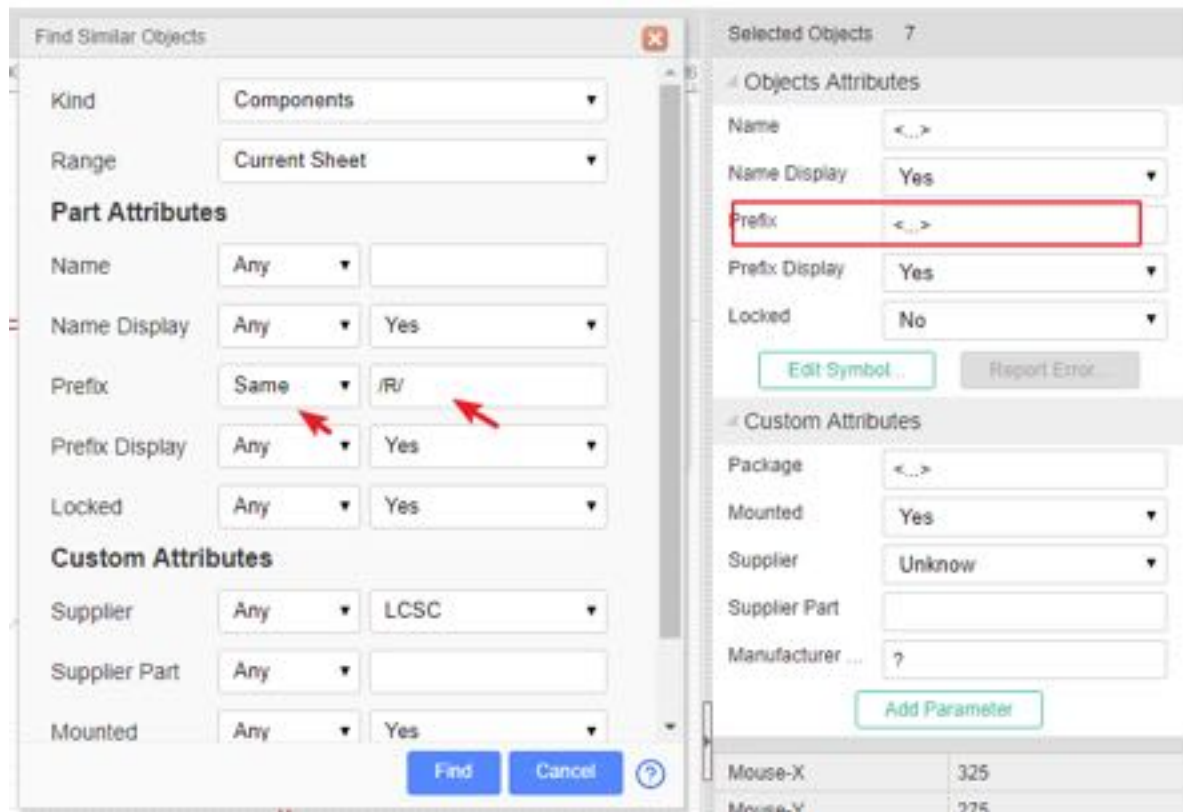 Find Similar Objects
Kind Components
Range Current Sheet
Part Attributes
Name Any
Name Display Any Yes
Prefix Same /R/
Prefix Display Any Yes
Locked Any Yes
Custom Attributes
Supplier Any LCSC
Supplier Part Any
Mounted Any Yes
Find Cancel ?
Selected Objects 7
Objects Attributes
Name <...>
Name Display Yes
Prefix <...>
Prefix Display Yes
Locked No
Edit Symbol... Report Error...
Custom Attributes
Package <...>
Mounted Yes
Supplier Unknow
Supplier Part
Manufacturer ... ?
Add Parameter
Mouse-X 325
Mouse-Y 275